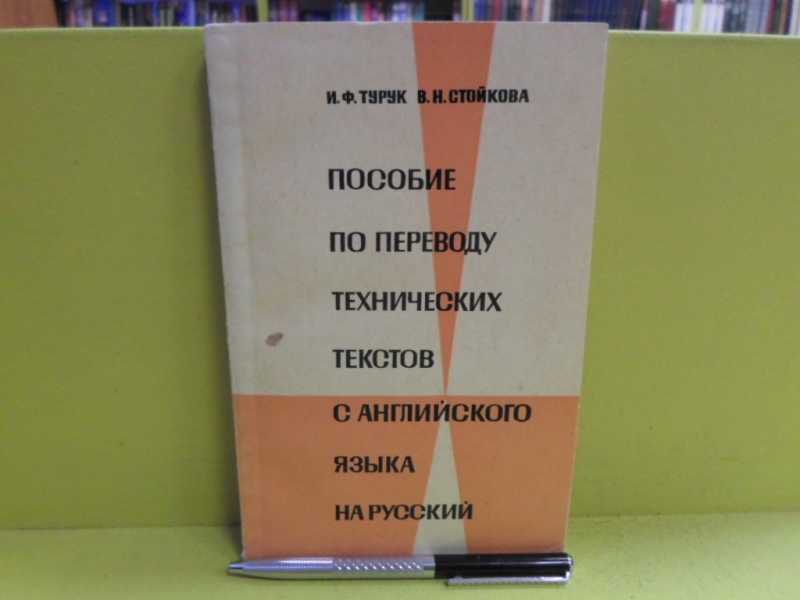 И. Ф. ТУРУК В. Н. СТОЙКОВА
ПОСОБИЕ
ПО ПЕРЕВОДУ
ТЕХНИЧЕСКИХ
ТЕКСТОВ
С АНГЛИЙСКОГО
ЯЗЫКА
НА РУССКИЙ